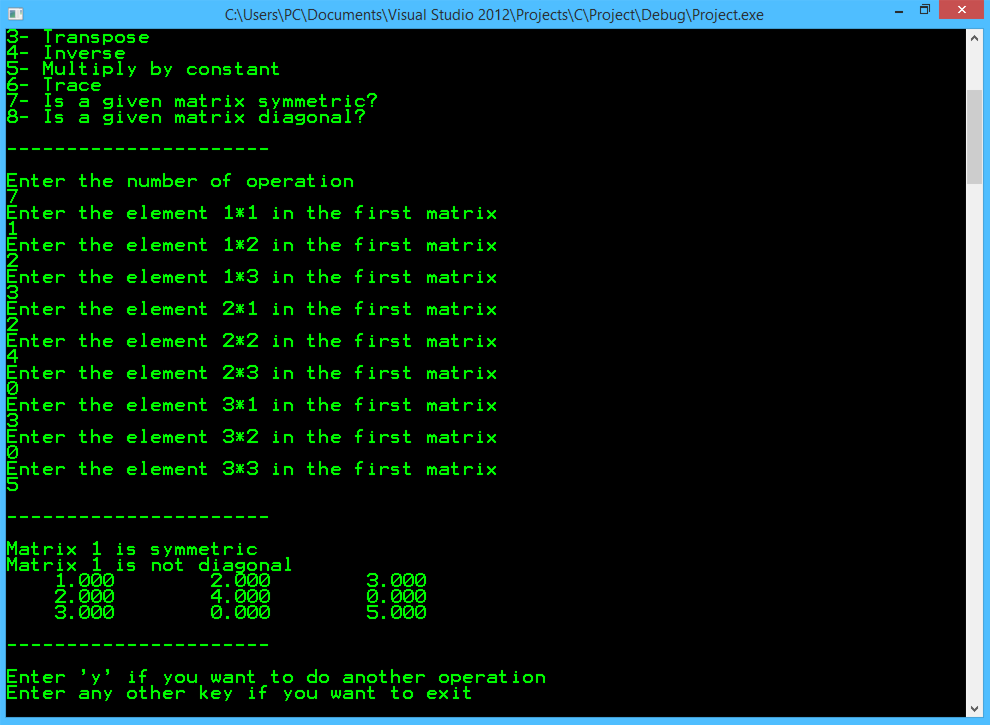 C:\Users\PC\Documents\Visual Studio 2012\Projects\C\Project\Debug\Project.exe
3- Transpose
4- Inverse
5- Multiply by constant
6- Trace
7- Is a given matrix symmetric?
8- Is a given matrix diagonal?
----------------------
Enter the number of operation
7
Enter the element 1*1 in the first matrix
1
Enter the element 1*2 in the first matrix
2
Enter the element 1*3 in the first matrix
3
Enter the element 2*1 in the first matrix
2
Enter the element 2*2 in the first matrix
4
Enter the element 2*3 in the first matrix
0
Enter the element 3*1 in the first matrix
3
Enter the element 3*2 in the first matrix
0
Enter the element 3*3 in the first matrix
5
----------------------
Matrix 1 is symmetric
Matrix 1 is not diagonal
1.000 2.000 3.000
2.000 4.000 0.000
3.000 0.000 5.000
----------------------
Enter 'y' if you want to do another operation
Enter any other key if you want to exit